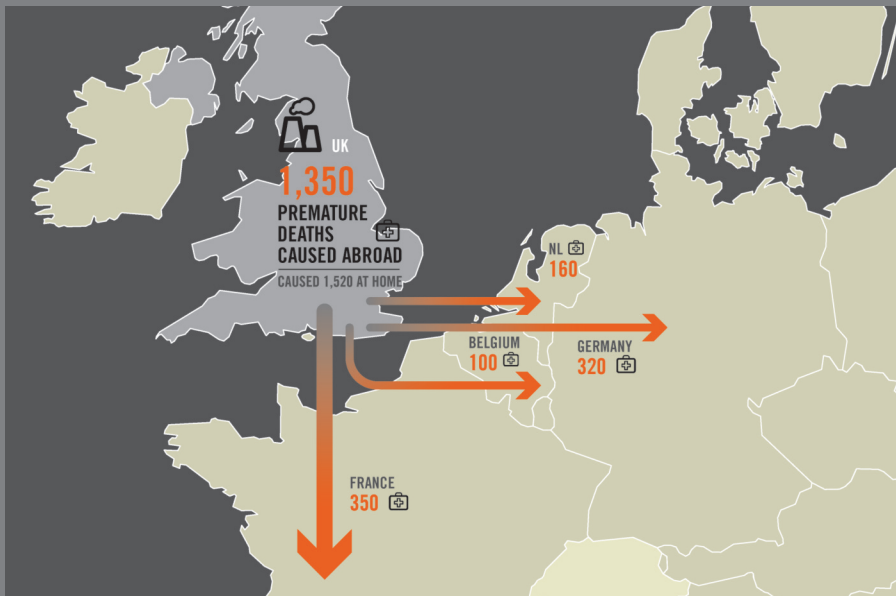 UK
1,350
PREMATURE
DEATHS
CAUSED ABROAD
CAUSED 1,520 AT HOME
NL
160
BELGIUM
100
GERMANY
320
FRANCE
350